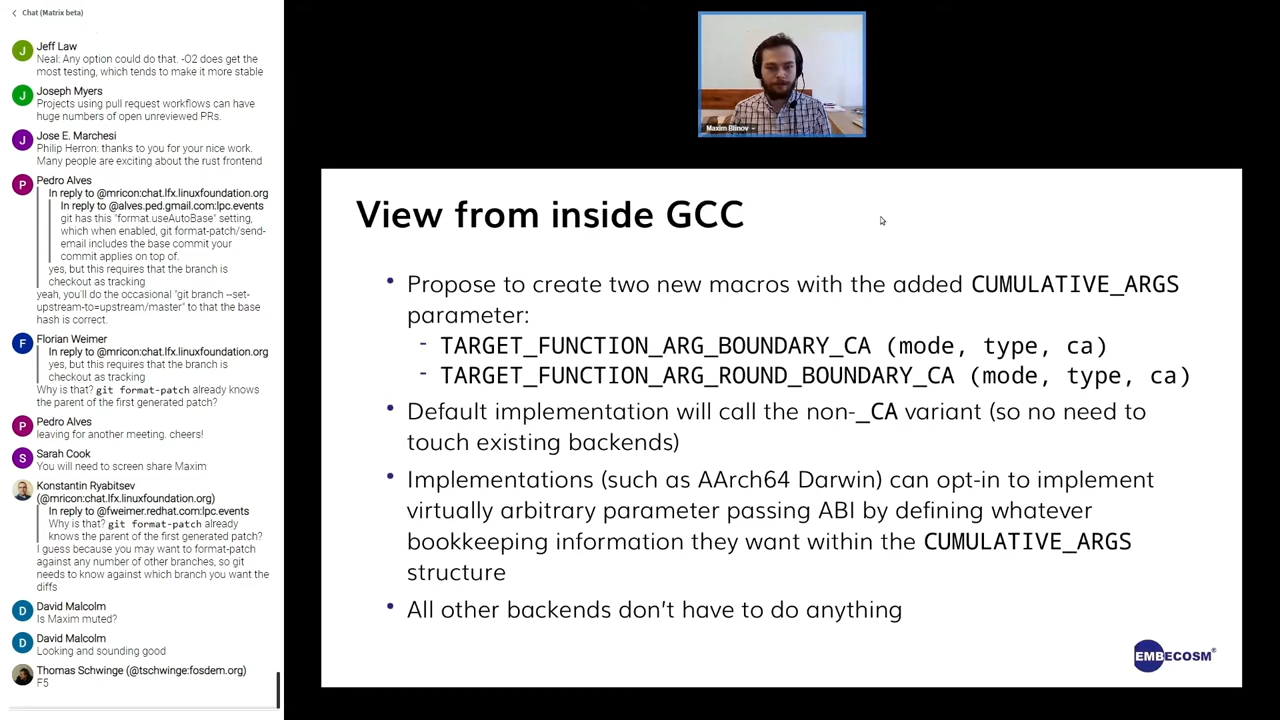 Chat (Matrix beta)
J
Jeff Law
Neal: Any option could do that. -O2 does get the
most testing, which tends to make it more stable
J
Joseph Myers
Projects using pull request workflows can have
huge numbers of open unreviewed PRs.
J
Jose E. Marchesi
Philip Herron: thanks to you for your nice work.
Many people are exciting about the rust frontend
P
Pedro Alves
In reply to @mricon:chat.lfx.linuxfoundation.org
In reply to @alves.ped.gmail.com:lpc.events
git has this "format.useAutoBase" setting,
which when enabled, git format-patch/send-
email includes the base commit your
commit applies on top of.
yes, but this requires that the branch is
checkout as tracking
yeah, you'll do the occasional "git branch --set-
upstream-to=upstream/master" to that the base
hash is correct.
F
Florian Weimer
In reply to @mricon:chat.lfx.linuxfoundation.org
yes, but this requires that the branch is
checkout as tracking
Why is that? git format-patch already knows
the parent of the first generated patch?
P
Pedro Alves
leaving for another meeting. cheers!
S
Sarah Cook
You will need to screen share Maxim
Konstantin Ryabitsev
(@mricon:chat.lfx.linuxfoundation.org)
In reply to @fweimer.redhat.com:lpc.events
Why is that? git format-patch already
knows the parent of the first generated patch?
I guess because you may want to format-patch
against any number of other branches, so git
needs to know against which branch you want the
diffs
D
David Malcolm
Is Maxim muted?
D
David Malcolm
Looking and sounding good
Thomas Schwinge (@tschwinge:fosdem.org)
F5
Maxim Blinov
View from inside GCC
• Propose to create two new macros with the added CUMULATIVE_ARGS
parameter:
- TARGET_FUNCTION_ARG_BOUNDARY_CA (mode, type, ca)
- TARGET_FUNCTION_ARG_ROUND_BOUNDARY_CA (mode, type, ca)
• Default implementation will call the non-_CA variant (so no need to
touch existing backends)
• Implementations (such as AArch64 Darwin) can opt-in to implement
virtually arbitrary parameter passing ABI by defining whatever
bookkeeping information they want within the CUMULATIVE_ARGS
structure
• All other backends don't have to do anything
EMBECOSM®